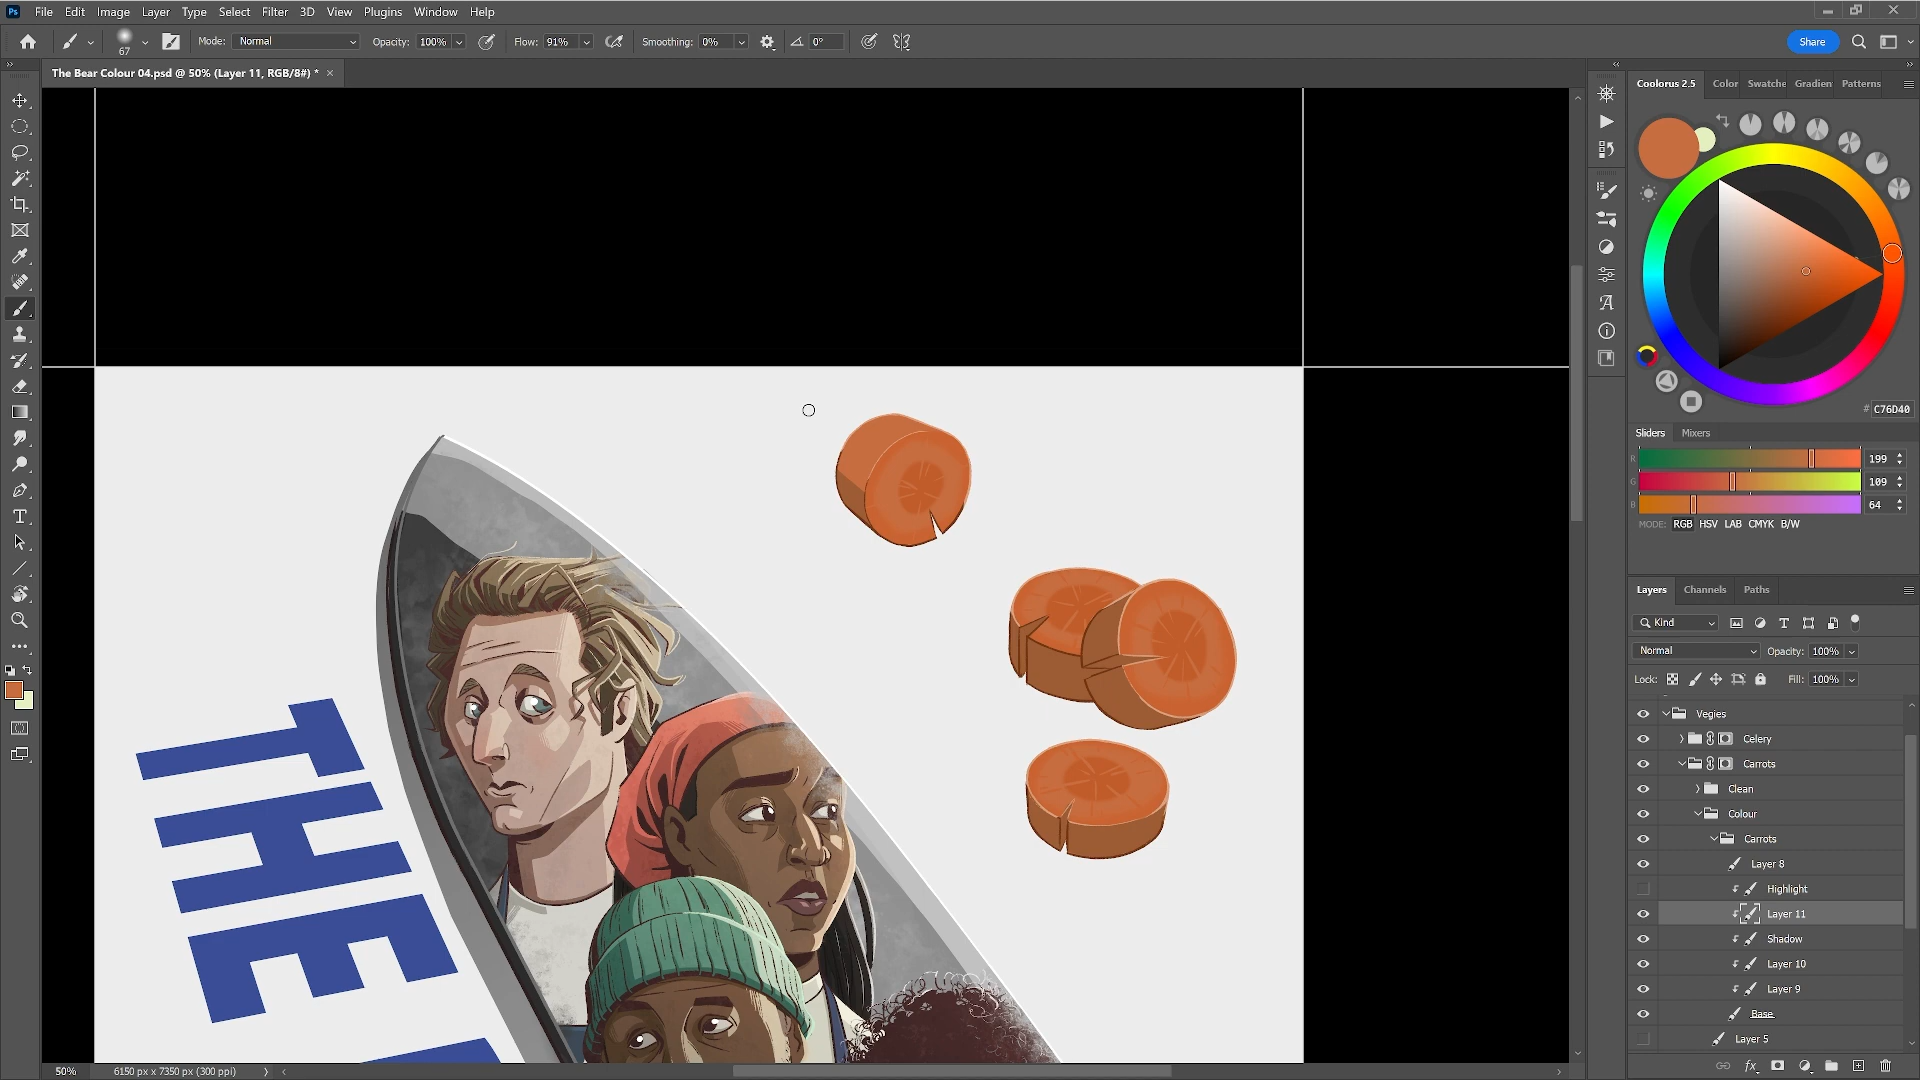 Ps File Edit Image Layer Type Select Filter 3D View Plugins Window Help
67 Mode: Normal Opacity: 100% Flow: 91% Smoothing: 0% 0° Share
The Bear Colour 04.psd @ 50% (Layer 11, RGB/8#) * ×
Coolorus 2.5 Color Swatche Gradien Patterns
# C76D40
Sliders Mixers
R 199
G 109
B 64
MODE: RGB HSV LAB CMYK B/W
Layers Channels Paths
Kind
Normal Opacity: 100%
Lock: Fill: 100%
Vegies
Celery
Carrots
Clean
Colour
Carrots
Layer 8
Highlight
Layer 11
Shadow
Layer 10
Layer 9
Base
Layer 5
THE
50% 6150 px x 7350 px (300 ppi)